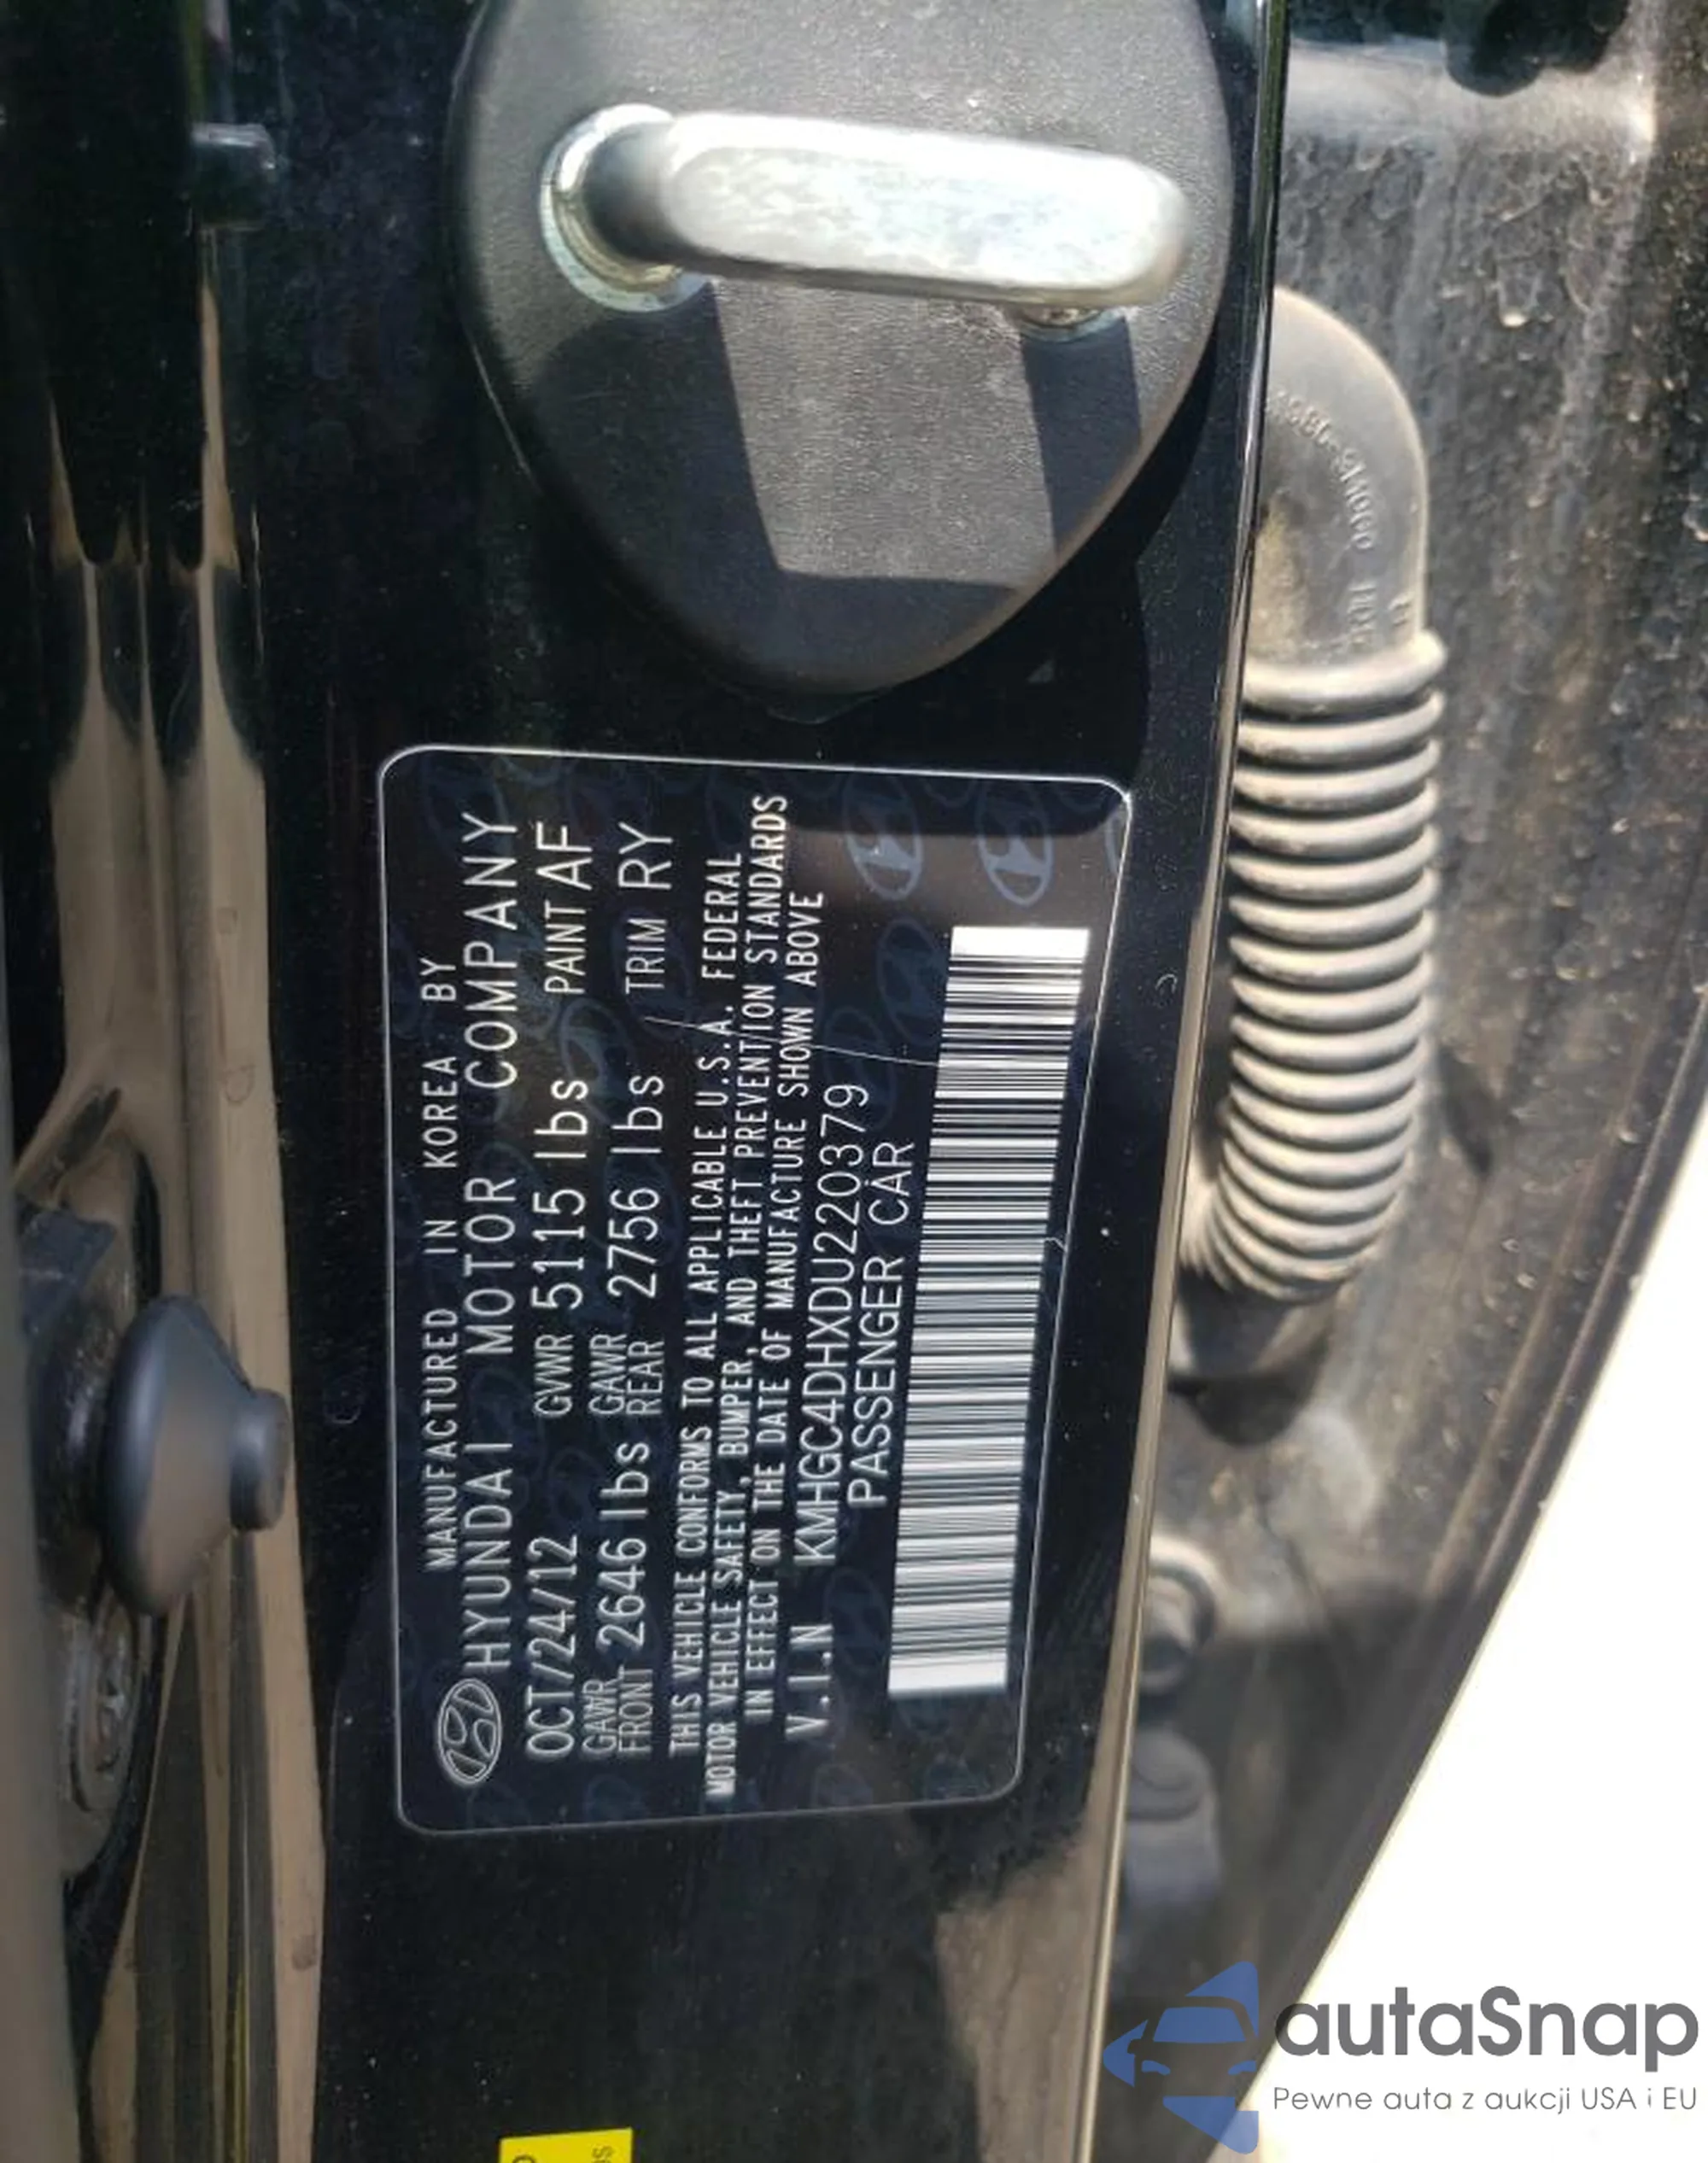 MANUFACTURED IN KOREA BY
HYUNDAI MOTOR COMPANY
OCT/24/12 GVWR 5115 lbs PAINT AF
GAWR FRONT 2646 lbs GAWR REAR 2756 lbs TRIM RY
THIS VEHICLE CONFORMS TO ALL APPLICABLE U.S.A. FEDERAL
MOTOR VEHICLE SAFETY, BUMPER, AND THEFT PREVENTION STANDARDS
IN EFFECT ON THE DATE OF MANUFACTURE SHOWN ABOVE
V.I.N KMHGC4DHXDU220379
PASSENGER CAR
autaSnap
Pewne auta z aukcji USA i EU